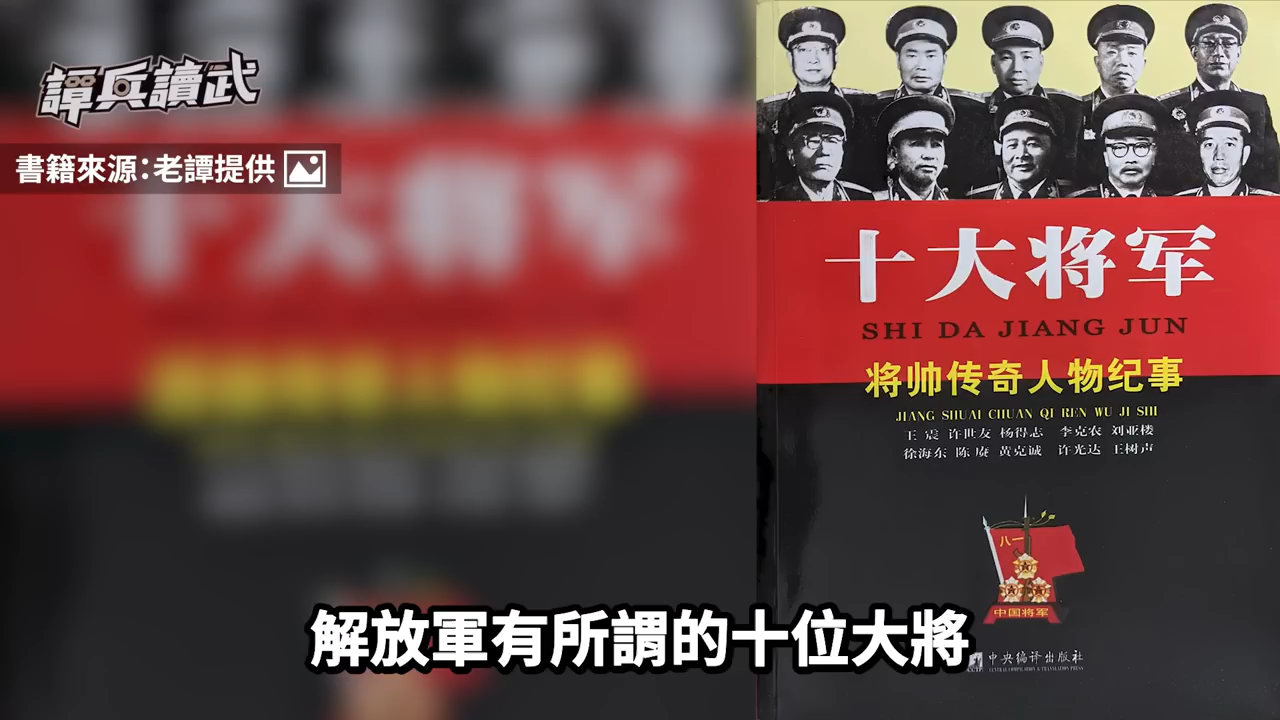 譚兵讀武
書籍來源：老譚提供
十大将军
SHI DA JIANG JUN
将帅传奇人物纪事
JIANG SHUAI CHUAN QI REN WU JI SHI
王震 许世友 杨得志 李克农 刘亚楼
徐海东 陈赓 黄克诚 许光达 王树声
八一
中国将军
中央编译出版社
CENTRAL COMPILATION & TRANSLATION PRESS
解放軍有所謂的十位大將